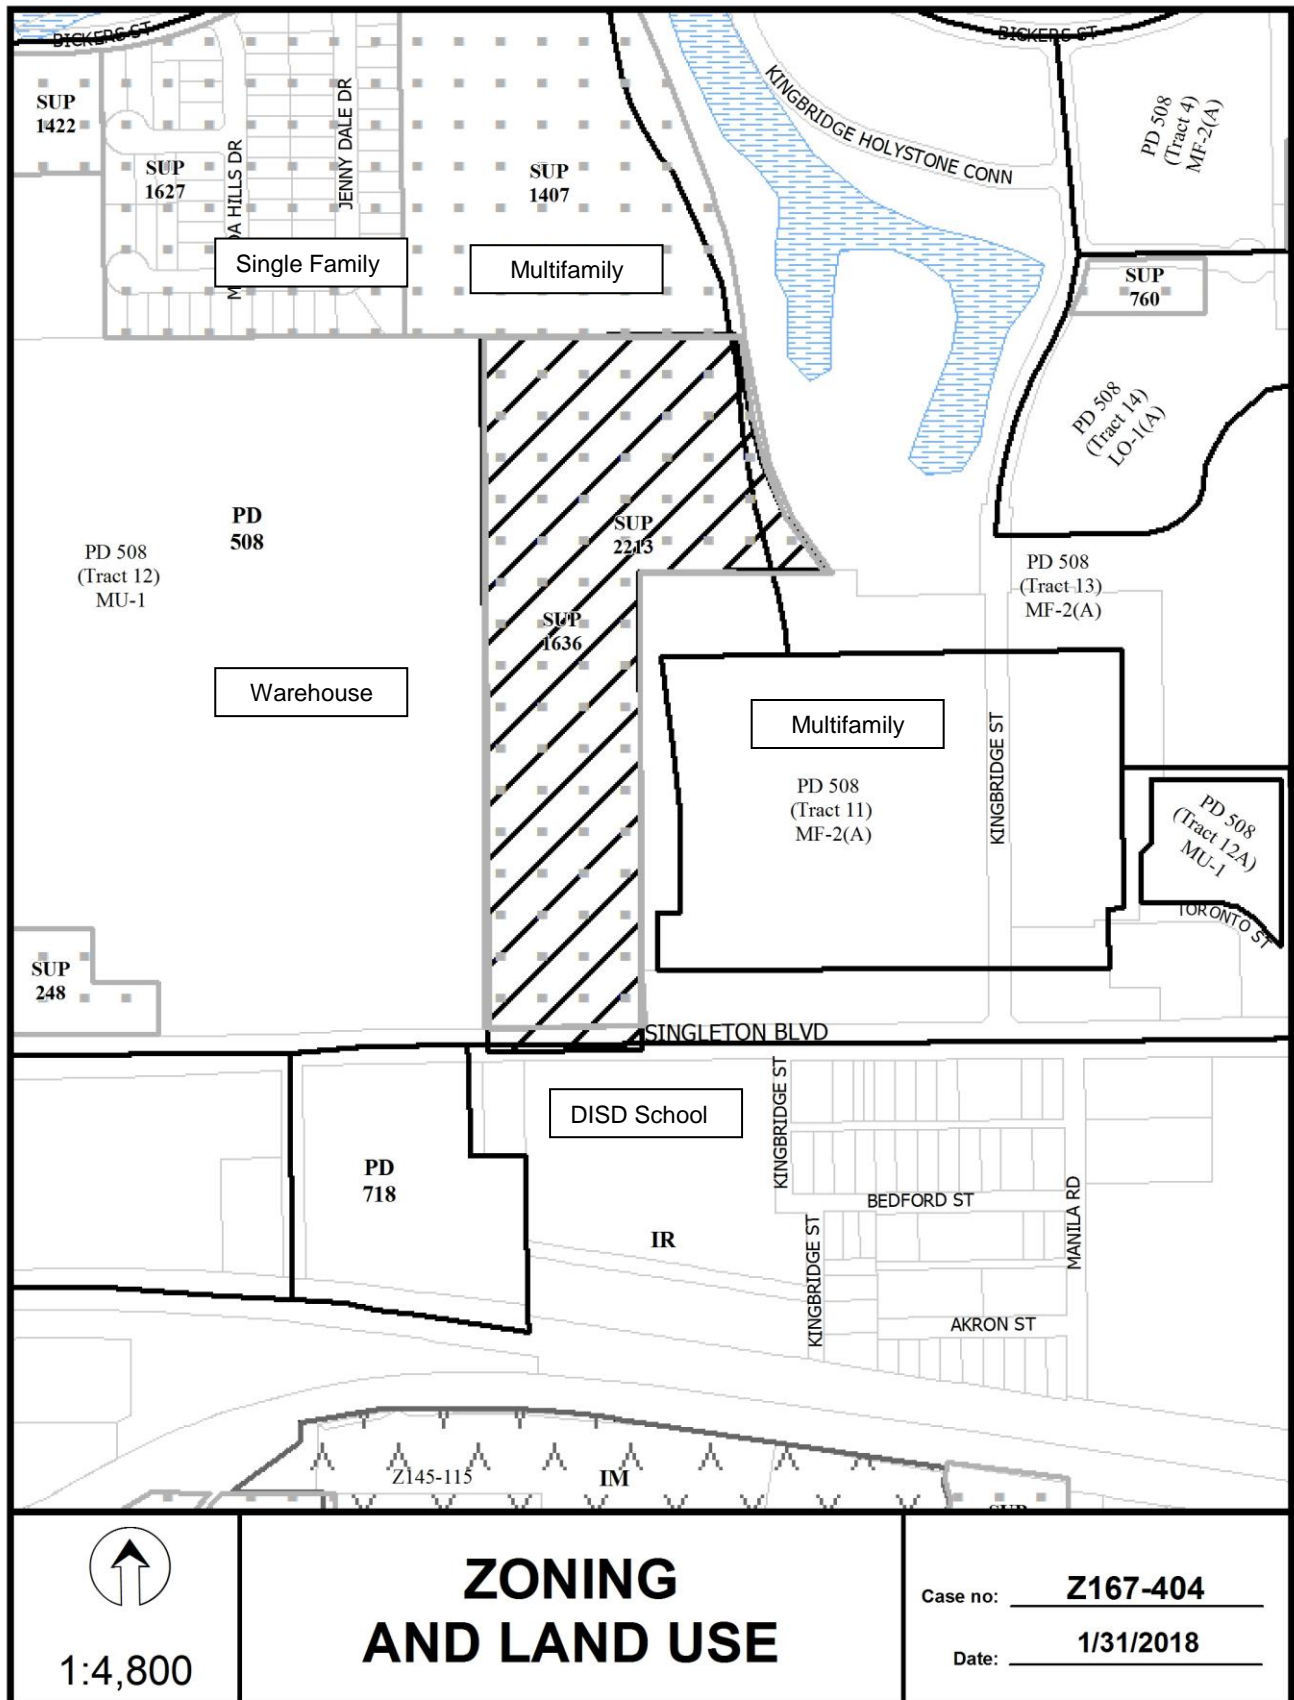 BICKERS ST
BICKERS ST
SUP
1422
SUP
1627
JENNY DALE DR
HILLS DR
SUP
1407
KINGBRIDGE HOLYSTONE CONN
PD 508
(Tract 4)
MF-2(A)
Single Family
Multifamily
SUP
760
PD 508
(Tract 14)
LO-1(A)
PD
508
SUP
2213
PD 508
(Tract 12)
MU-1
PD 508
(Tract 13)
MF-2(A)
SUP
1636
Warehouse
Multifamily
KINGBRIDGE ST
PD 508
(Tract 11)
MF-2(A)
PD 508
(Tract 12A)
MU-1
TORONTO ST
SUP
248
SINGLETON BLVD
DISD School
KINGBRIDGE ST
PD
718
BEDFORD ST
MANILA RD
IR
KINGBRIDGE ST
AKRON ST
Z145-115
IM
SUP
1:4,800
ZONING
AND LAND USE
Case no: Z167-404
Date: 1/31/2018